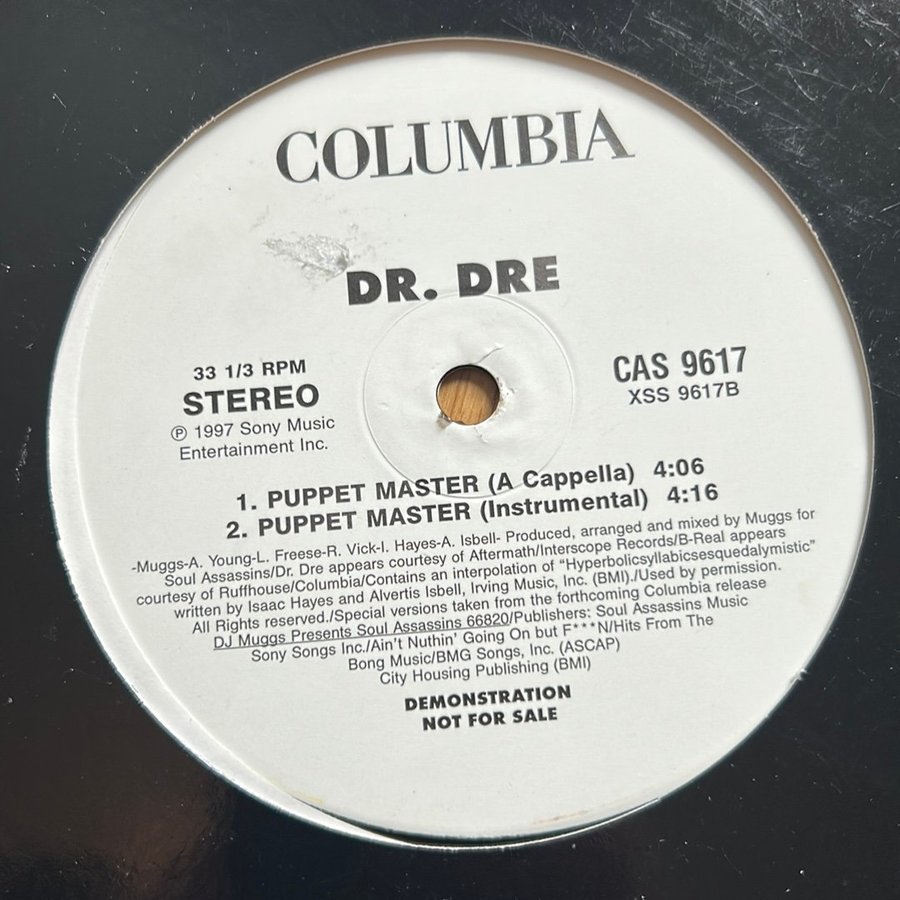 COLUMBIA
DR. DRE
33 1/3 RPM
STEREO
℗ 1997 Sony Music
Entertainment Inc.
CAS 9617
XSS 9617B
1. PUPPET MASTER (A Cappella) 4:06
2. PUPPET MASTER (Instrumental) 4:16
-Muggs-A. Young-L. Freese-R. Vick-I. Hayes-A. Isbell- Produced, arranged and mixed by Muggs for
Soul Assassins/Dr. Dre appears courtesy of Aftermath/Interscope Records/B-Real appears
courtesy of Ruffhouse/Columbia/Contains an interpolation of "Hyperbolicsyllabicsesquedalymistic"
written by Isaac Hayes and Alvertis Isbell, Irving Music, Inc. (BMI)./Used by permission.
All Rights reserved./Special versions taken from the forthcoming Columbia release
DJ Muggs Presents Soul Assassins 66820/Publishers: Soul Assassins Music
Sony Songs Inc./Ain't Nuthin' Going On but F***N/Hits From The
Bong Music/BMG Songs, Inc. (ASCAP)
City Housing Publishing (BMI)
DEMONSTRATION
NOT FOR SALE